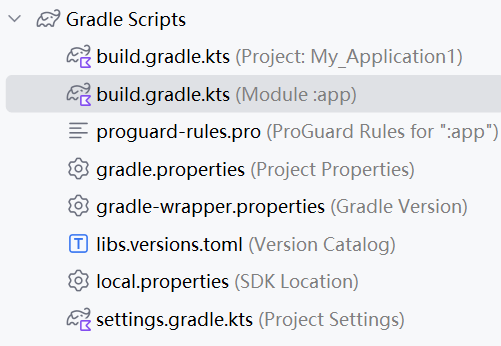 Gradle Scripts
build.gradle.kts (Project: My_Application1)
build.gradle.kts (Module :app)
proguard-rules.pro (ProGuard Rules for ":app")
gradle.properties (Project Properties)
gradle-wrapper.properties (Gradle Version)
T libs.versions.toml (Version Catalog)
local.properties (SDK Location)
settings.gradle.kts (Project Settings)